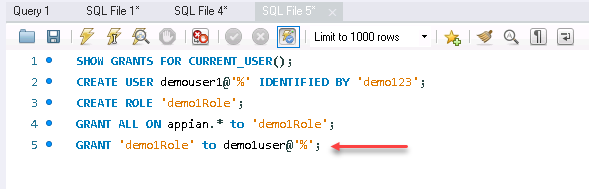 Query 1 SQL File 1* SQL File 4* SQL File 5*
Limit to 1000 rows
1 SHOW GRANTS FOR CURRENT_USER();
2 CREATE USER demouser1@'%' IDENTIFIED BY 'demo123';
3 CREATE ROLE 'demo1Role';
4 GRANT ALL ON appian.* to 'demo1Role';
5 GRANT 'demo1Role' to demo1user@'%';